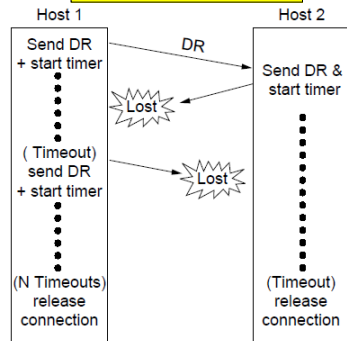 Host 1
Host 2
Send DR
+ start timer
DR
Send DR &
start timer
Lost
( Timeout)
send DR
+ start timer
Lost
(N Timeouts)
release
connection
(Timeout)
release
connection